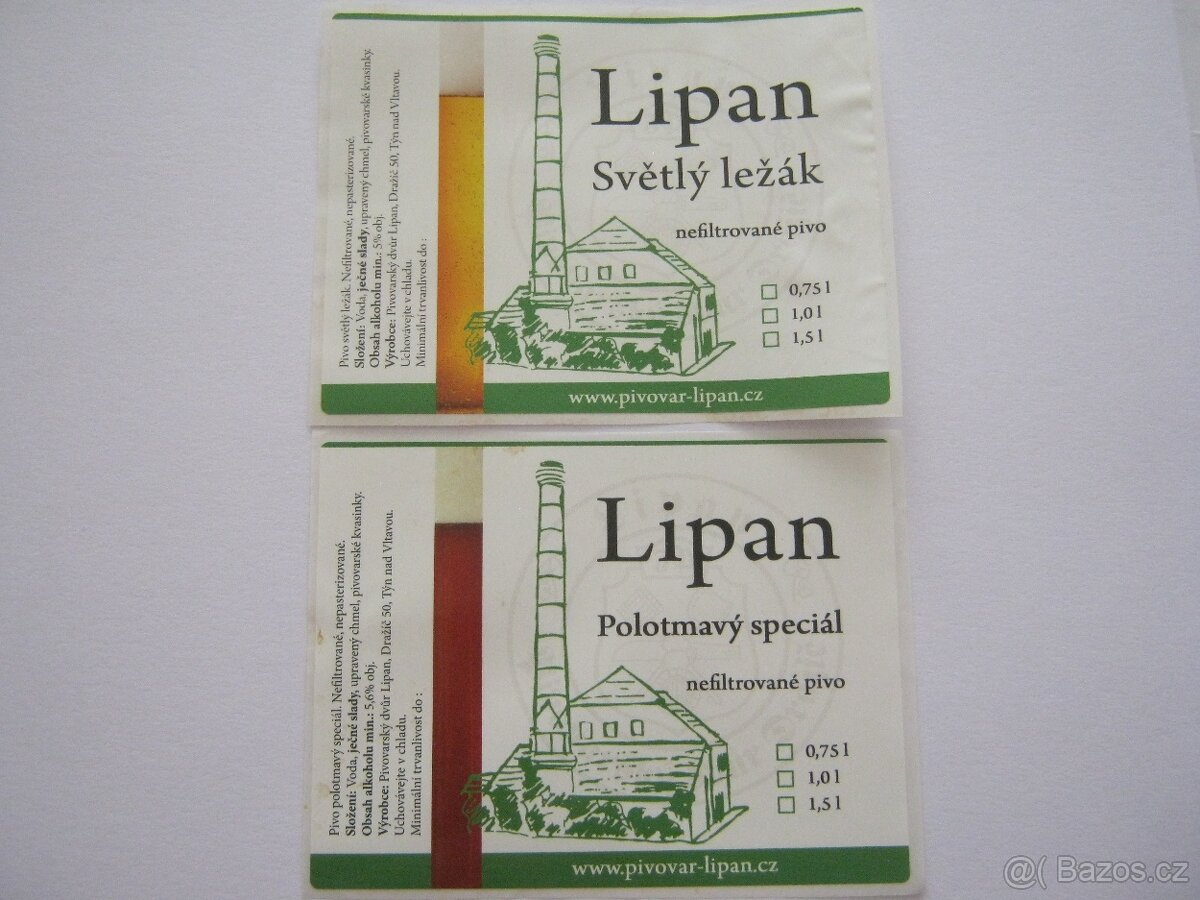 Pivo světlý ležák. Nefiltrované, nepasterizované.
Složení: Voda, ječné slady, upravený chmel, pivovarské kvasinky.
Obsah alkoholu min.: 5% obj.
Výrobce: Pivovarský dvůr Lipan, Dražíč 50, Týn nad Vltavou.
Uchovávejte v chladu.
Minimální trvanlivost do :
Lipan
Světlý ležák
nefiltrované pivo
0,75 l
1,0 l
1,5 l
www.pivovar-lipan.cz
Pivo polotmavý speciál. Nefiltrované, nepasterizované.
Složení: Voda, ječné slady, upravený chmel, pivovarské kvasinky.
Obsah alkoholu min.: 5,6% obj.
Výrobce: Pivovarský dvůr Lipan, Dražíč 50, Týn nad Vltavou.
Uchovávejte v chladu.
Minimální trvanlivost do :
Lipan
Polotmavý speciál
nefiltrované pivo
0,75 l
1,0 l
1,5 l
www.pivovar-lipan.cz
Bazos.cz